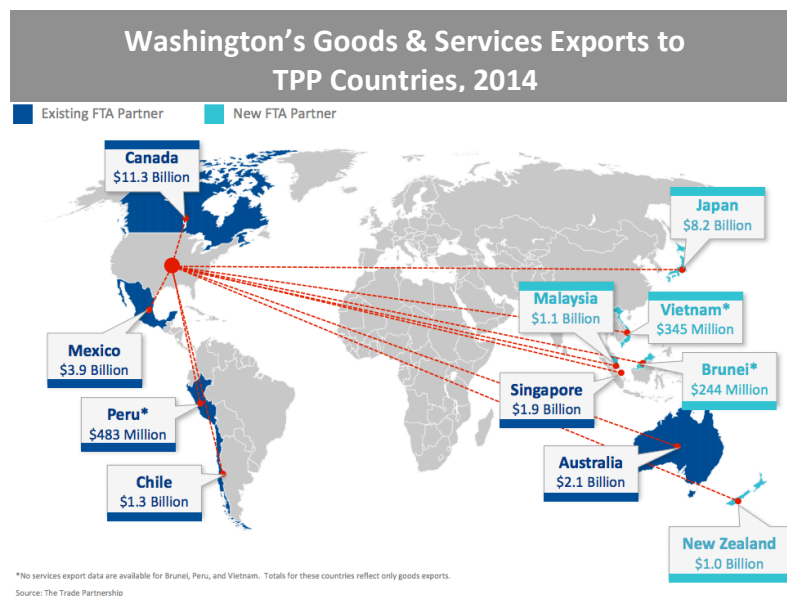 Washington's Goods & Services Exports to
TPP Countries, 2014
Existing FTA Partner
New FTA Partner
Canada
$11.3 Billion
Japan
$8.2 Billion
Malaysia
$1.1 Billion
Vietnam*
$345 Million
Mexico
$3.9 Billion
Brunei*
$244 Million
Singapore
$1.9 Billion
Peru*
$483 Million
Australia
$2.1 Billion
Chile
$1.3 Billion
New Zealand
$1.0 Billion
*No services export data are available for Brunei, Peru, and Vietnam. Totals for these countries reflect only goods exports.
Source: The Trade Partnership